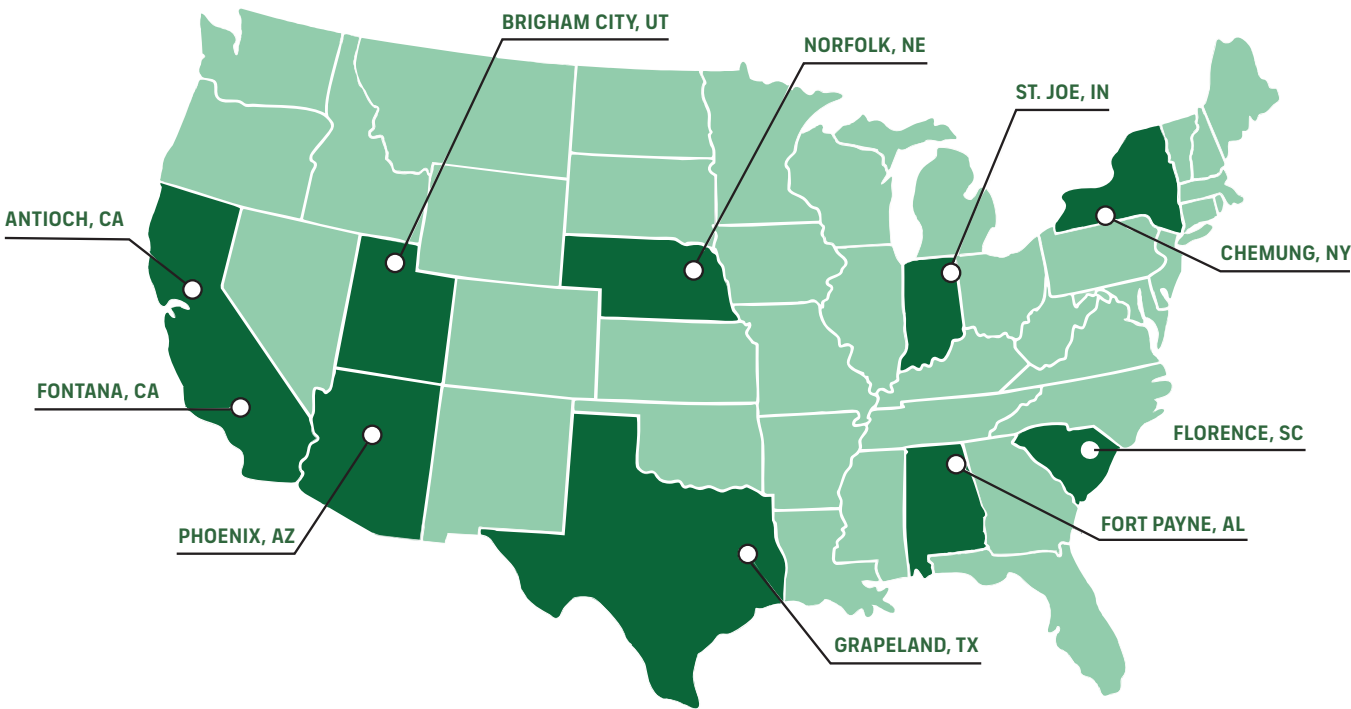 BRIGHAM CITY, UT
NORFOLK, NE
ST. JOE, IN
ANTIOCH, CA
CHEMUNG, NY
FONTANA, CA
FLORENCE, SC
FORT PAYNE, AL
PHOENIX, AZ
GRAPELAND, TX